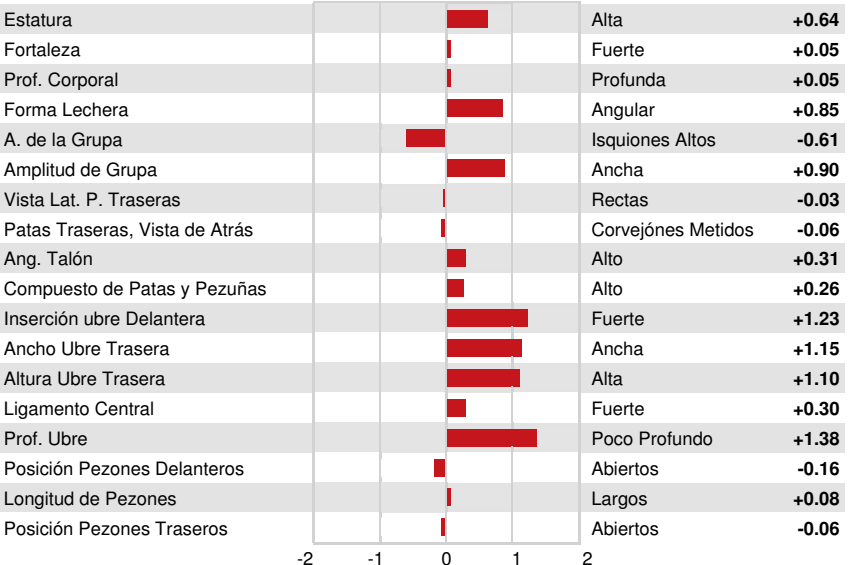 Estatura Alta +0.64
Fortaleza Fuerte +0.05
Prof. Corporal Profunda +0.05
Forma Lechera Angular +0.85
A. de la Grupa Isquiones Altos -0.61
Amplitud de Grupa Ancha +0.90
Vista Lat. P. Traseras Rectas -0.03
Patas Traseras, Vista de Atrás Corvejónes Metidos -0.06
Ang. Talón Alto +0.31
Compuesto de Patas y Pezuñas Alto +0.26
Inserción ubre Delantera Fuerte +1.23
Ancho Ubre Trasera Ancha +1.15
Altura Ubre Trasera Alta +1.10
Ligamento Central Fuerte +0.30
Prof. Ubre Poco Profundo +1.38
Posición Pezones Delanteros Abiertos -0.16
Longitud de Pezones Largos +0.08
Posición Pezones Traseros Abiertos -0.06
-2 -1 0 1 2